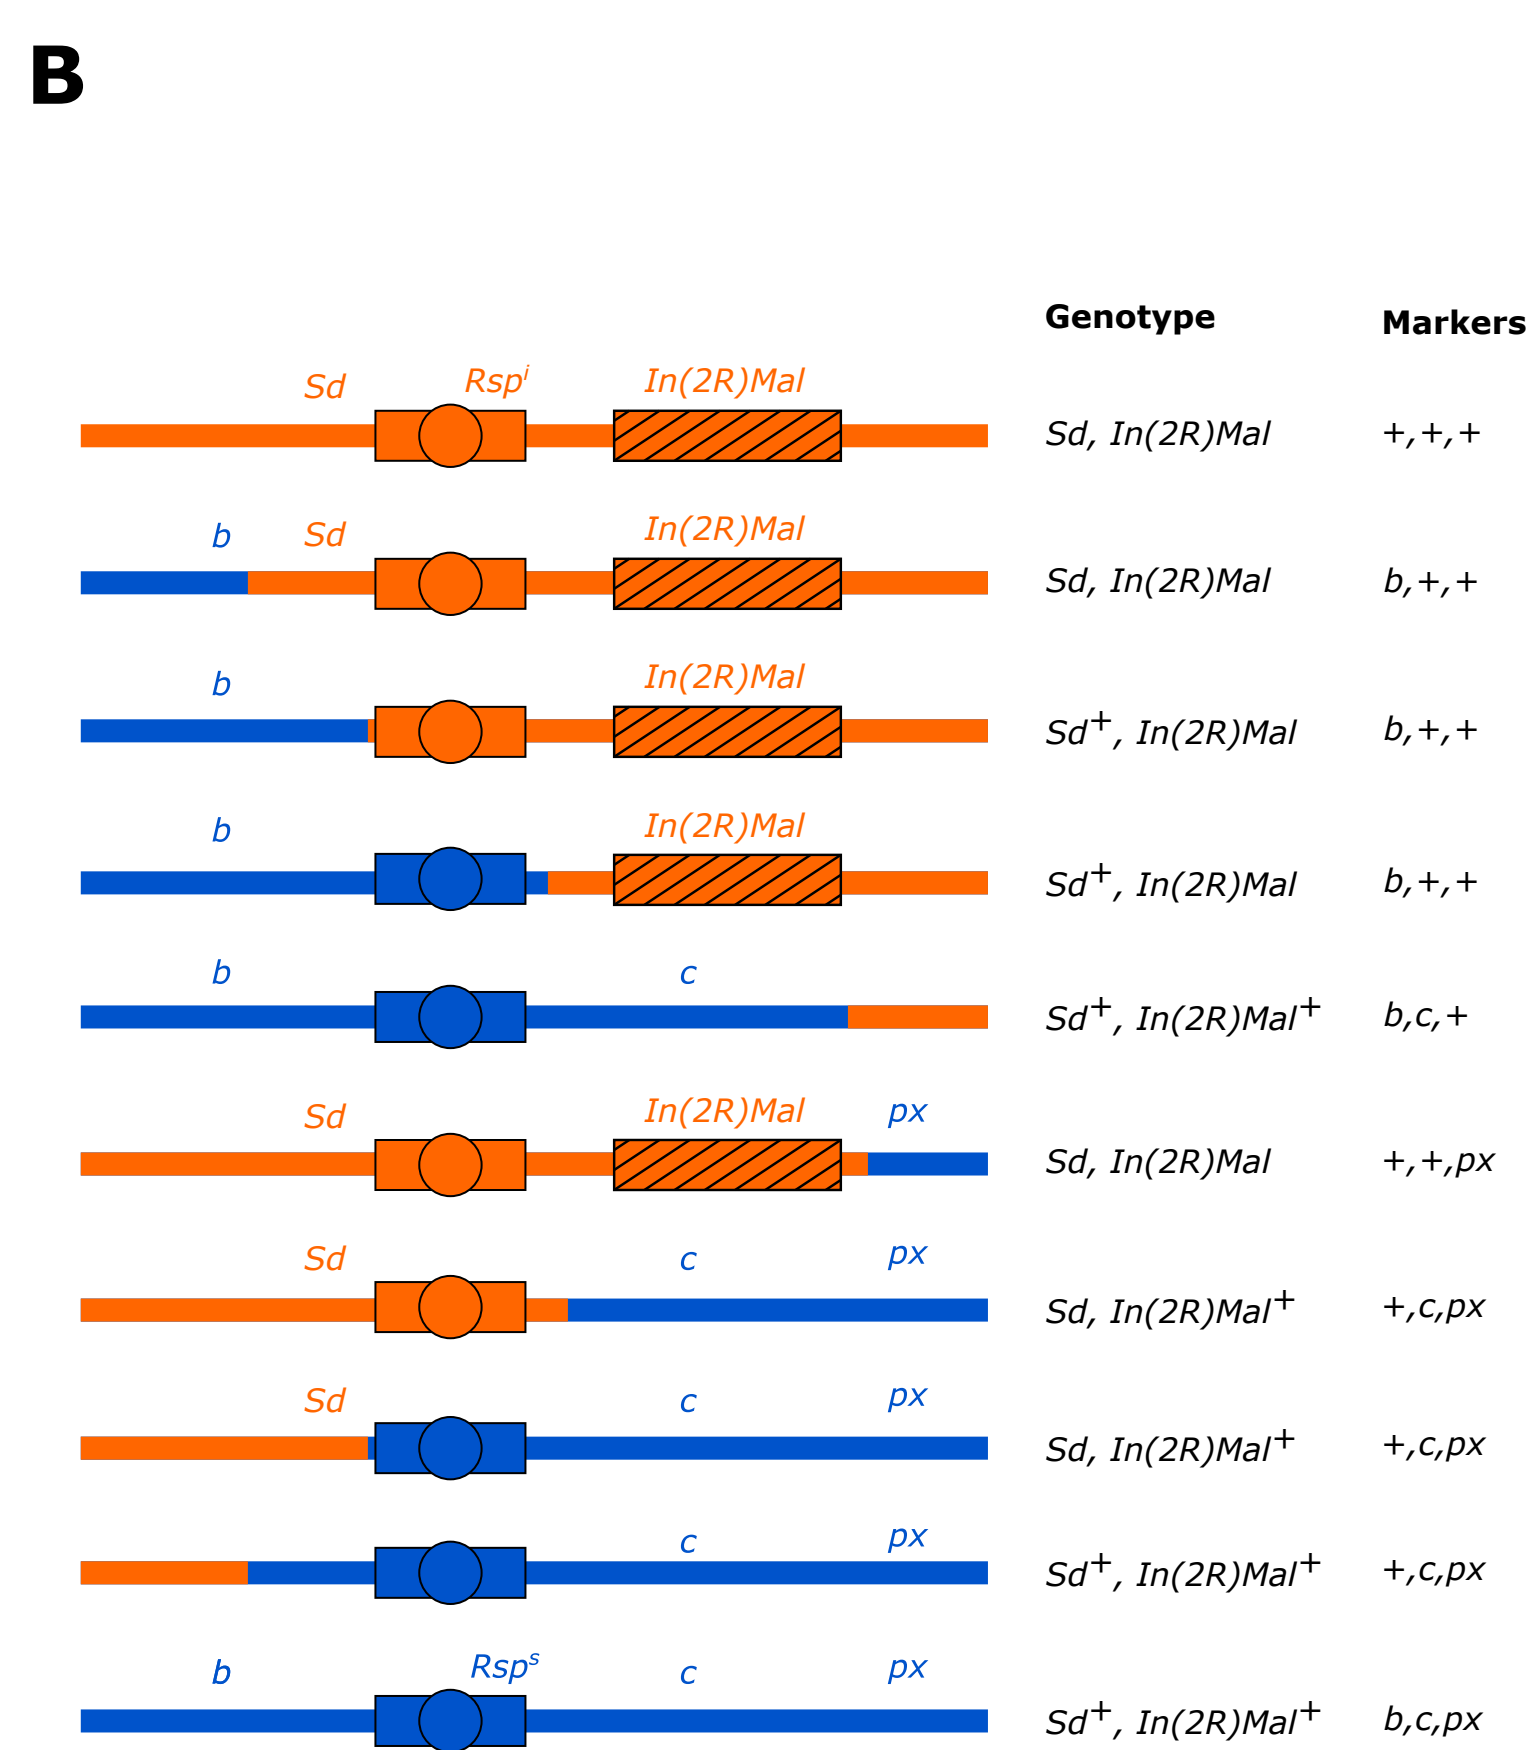 B
Genotype Markers
Sd Rspⁱ In(2R)Mal
Sd, In(2R)Mal +,+,+
b Sd In(2R)Mal
Sd, In(2R)Mal b,+,+
b In(2R)Mal
Sd⁺, In(2R)Mal b,+,+
b In(2R)Mal
Sd⁺, In(2R)Mal b,+,+
b c
Sd⁺, In(2R)Mal⁺ b,c,+
Sd In(2R)Mal px
Sd, In(2R)Mal +,+,px
Sd c px
Sd, In(2R)Mal⁺ +,c,px
Sd c px
Sd, In(2R)Mal⁺ +,c,px
c px
Sd⁺, In(2R)Mal⁺ +,c,px
b Rspˢ c px
Sd⁺, In(2R)Mal⁺ b,c,px